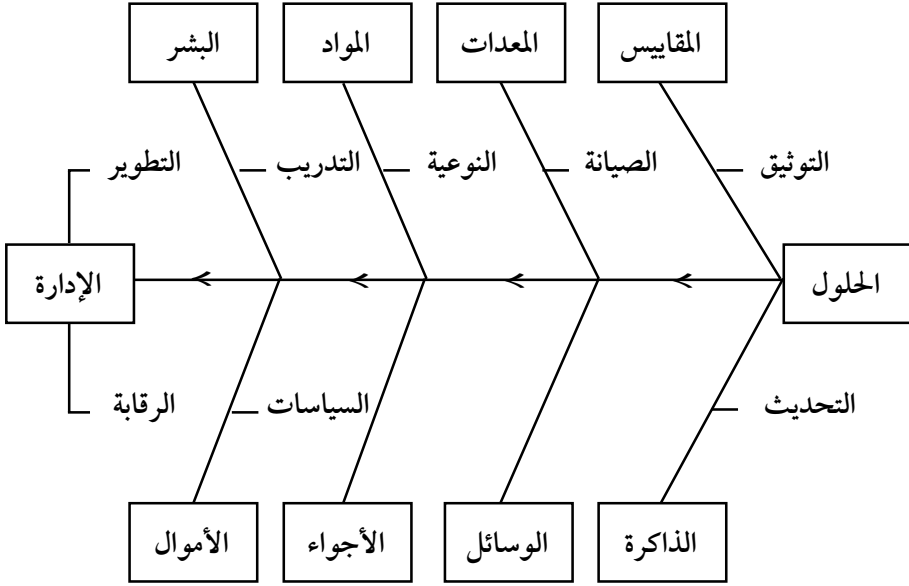 المقاييس
المعدات
المواد
البشر
التوثيق
الصيانة
النوعية
التدريب
التطوير
الحلول
الإدارة
التحديث
السياسات
الرقابة
الذاكرة
الوسائل
الأجواء
الأموال